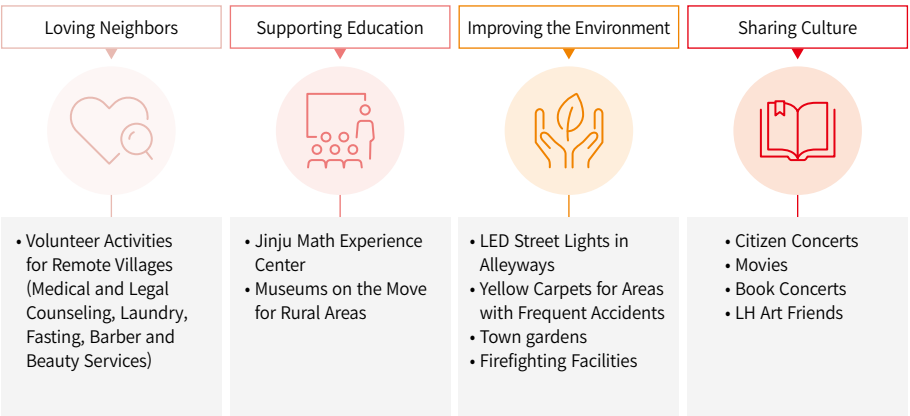 Loving Neighbors
• Volunteer Activities
for Remote Villages
(Medical and Legal
Counseling, Laundry,
Fasting, Barber and
Beauty Services)
Supporting Education
• Jinju Math Experience
Center
• Museums on the Move
for Rural Areas
Improving the Environment
• LED Street Lights in
Alleyways
• Yellow Carpets for Areas
with Frequent Accidents
• Town gardens
• Firefighting Facilities
Sharing Culture
• Citizen Concerts
• Movies
• Book Concerts
• LH Art Friends